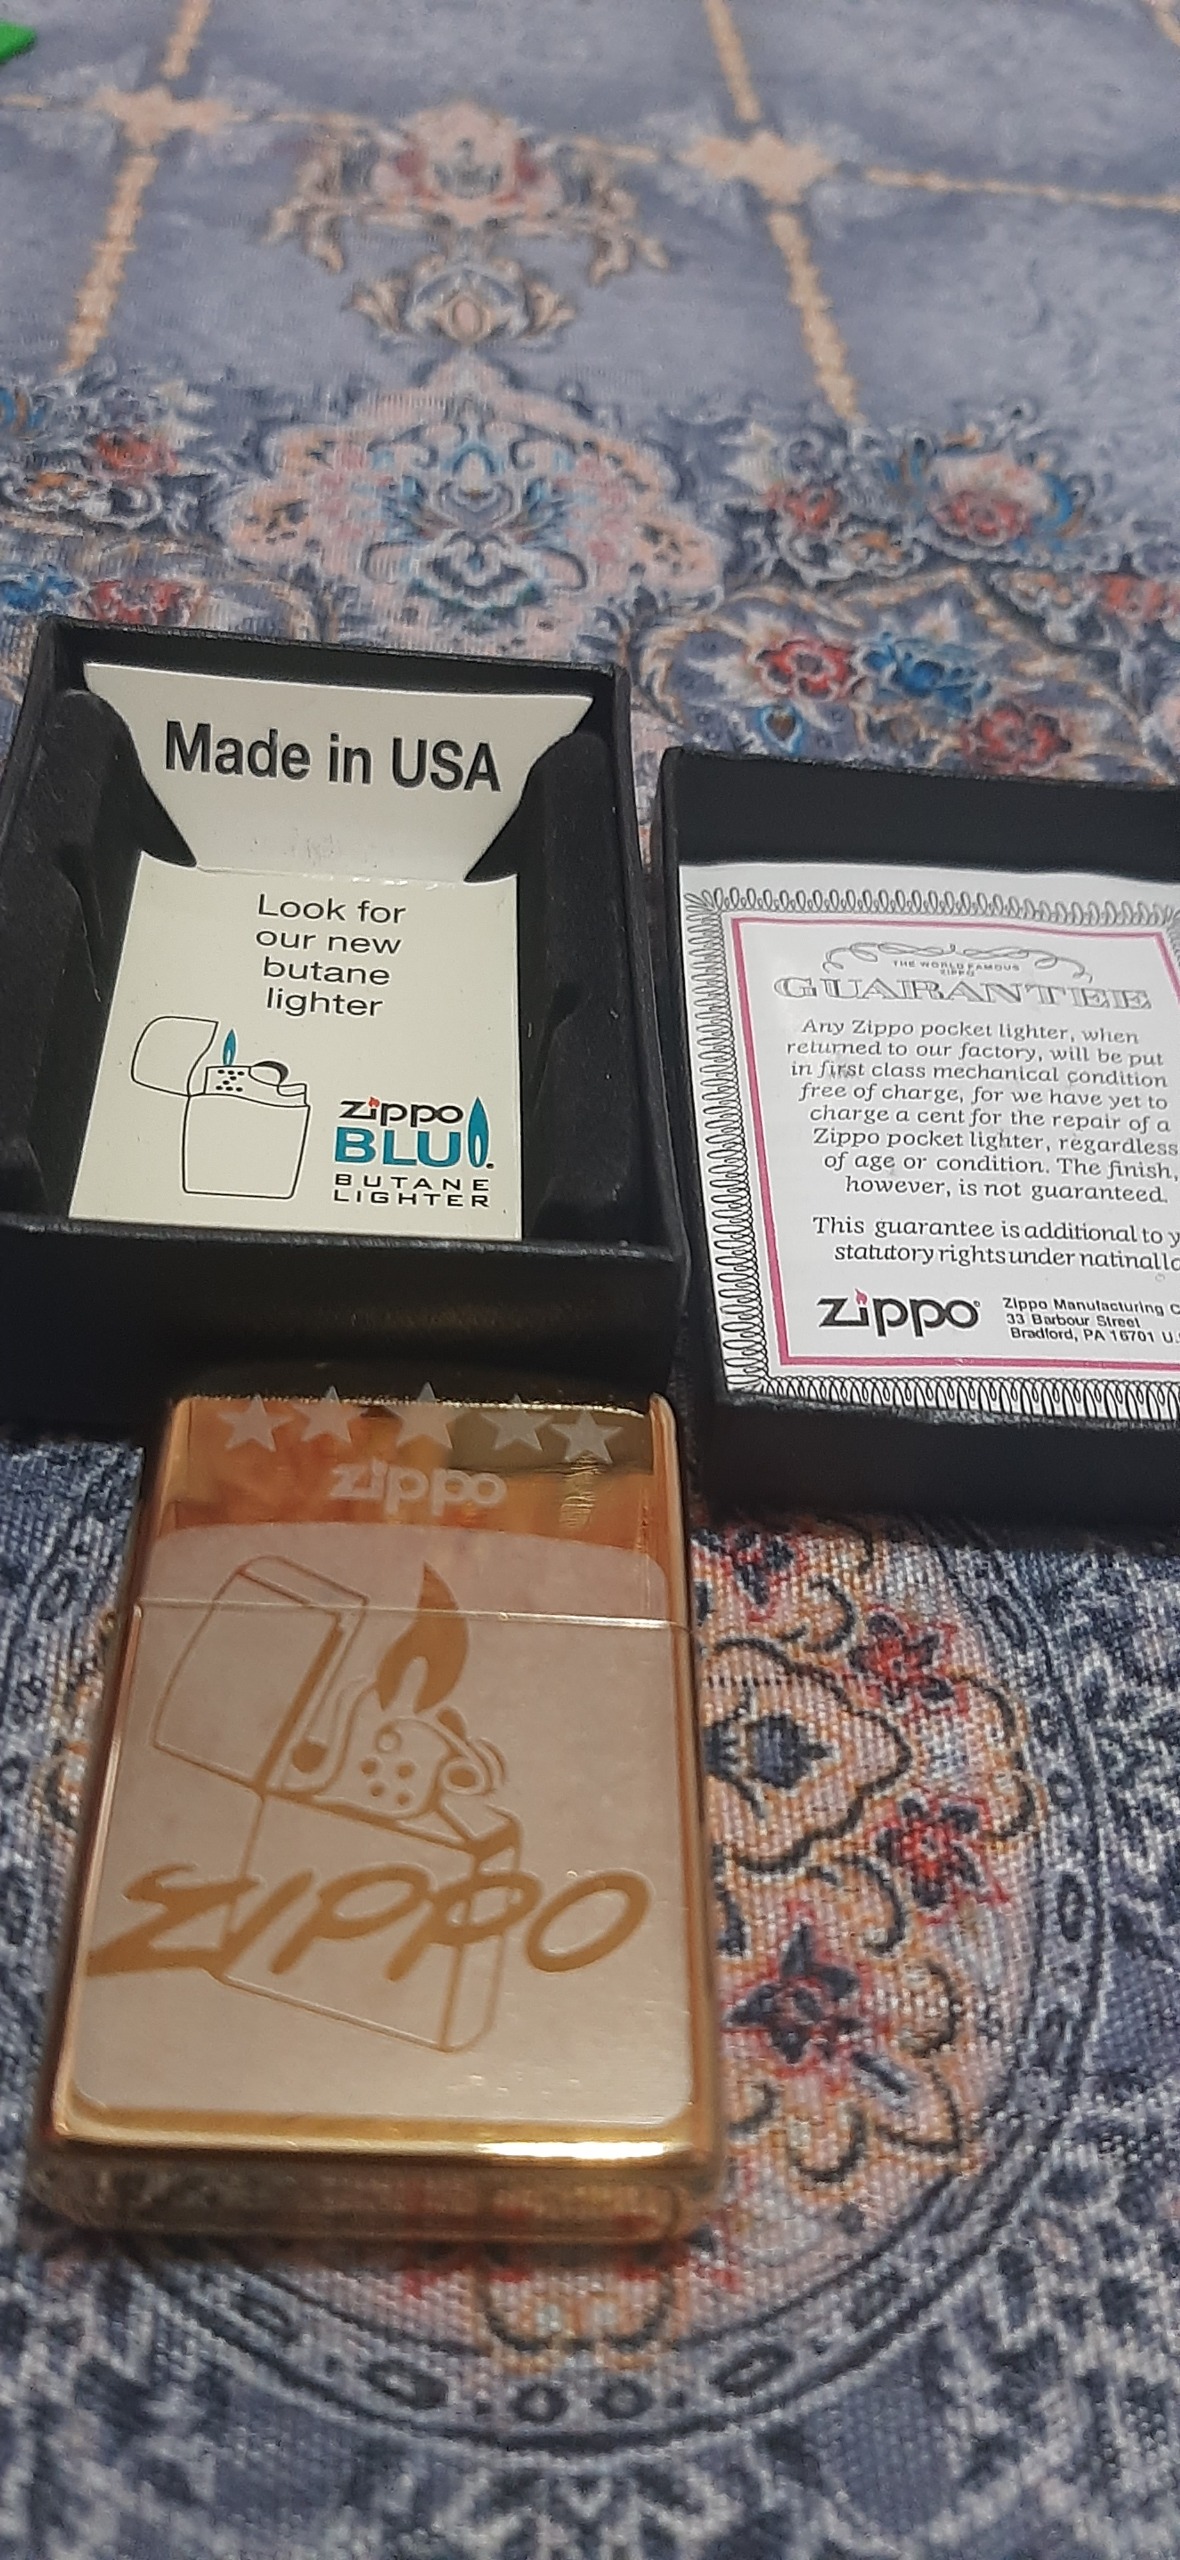 Made in USA
Look for
our new
butane
lighter
zippo
BLU
BUTANE
LIGHTER
THE WORLD FAMOUS
ZIPPO
GUARANTEE
Any Zippo pocket lighter, when
returned to our factory, will be put
in first class mechanical condition
free of charge, for we have yet to
charge a cent for the repair of a
Zippo pocket lighter, regardless
of age or condition. The finish,
however, is not guaranteed.
This guarantee is additional to y
statutory rights under natinal
zippo
Zippo Manufacturing C
33 Barbour Street
Bradford, PA 16701 U.
zippo
ZIPPO